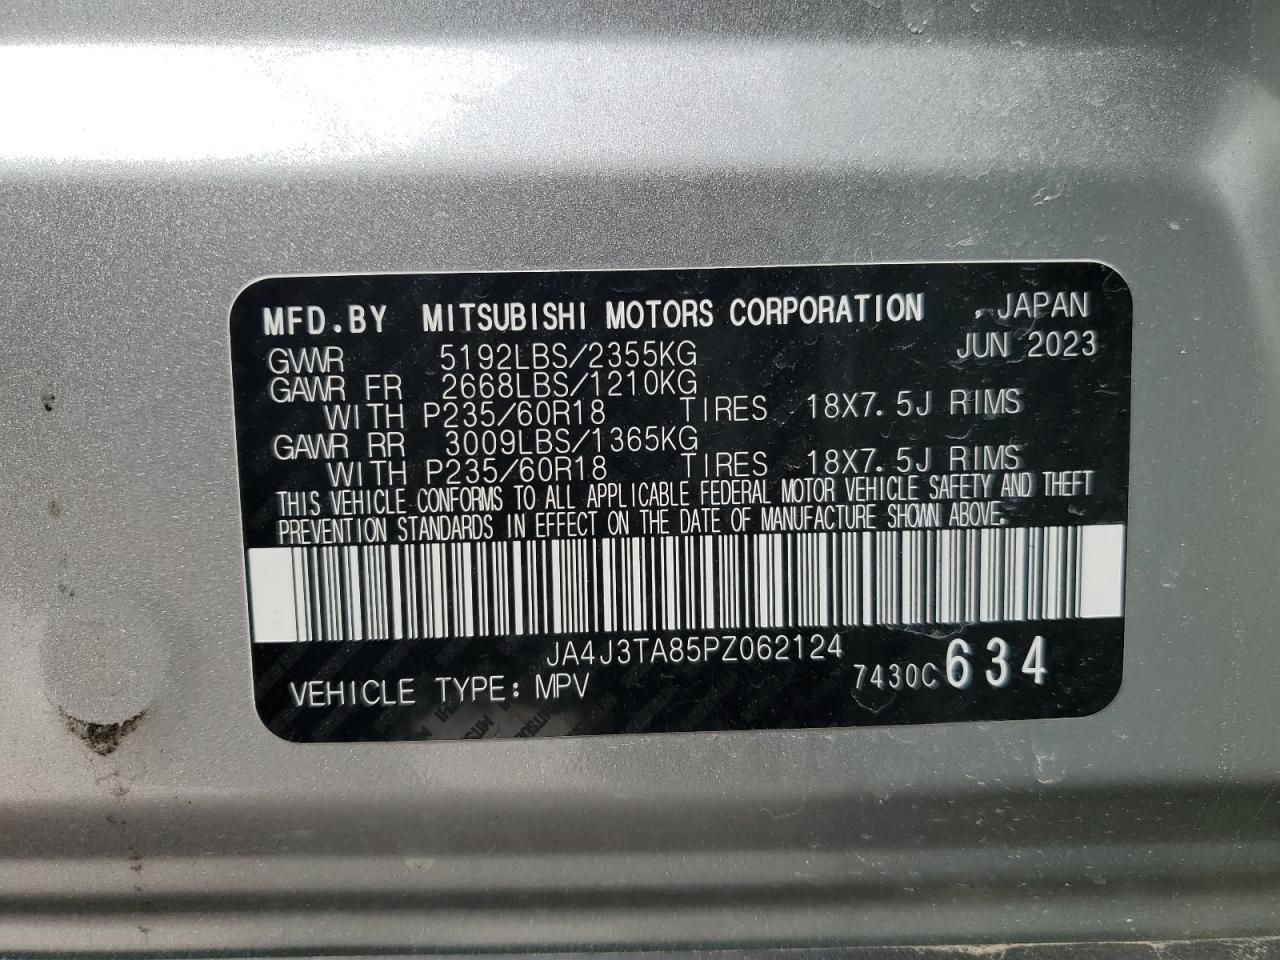 MFD.BY MITSUBISHI MOTORS CORPORATION , JAPAN
GVWR 5192LBS/2355KG JUN 2023
GAWR FR 2668LBS/1210KG
WITH P235/60R18 TIRES 18X7.5J RIMS
GAWR RR 3009LBS/1365KG
WITH P235/60R18 TIRES 18X7.5J RIMS
THIS VEHICLE CONFORMS TO ALL APPLICABLE FEDERAL MOTOR VEHICLE SAFETY AND THEFT
PREVENTION STANDARDS IN EFFECT ON THE DATE OF MANUFACTURE SHOWN ABOVE.
JA4J3TA85PZ062124
VEHICLE TYPE: MPV 7430C634